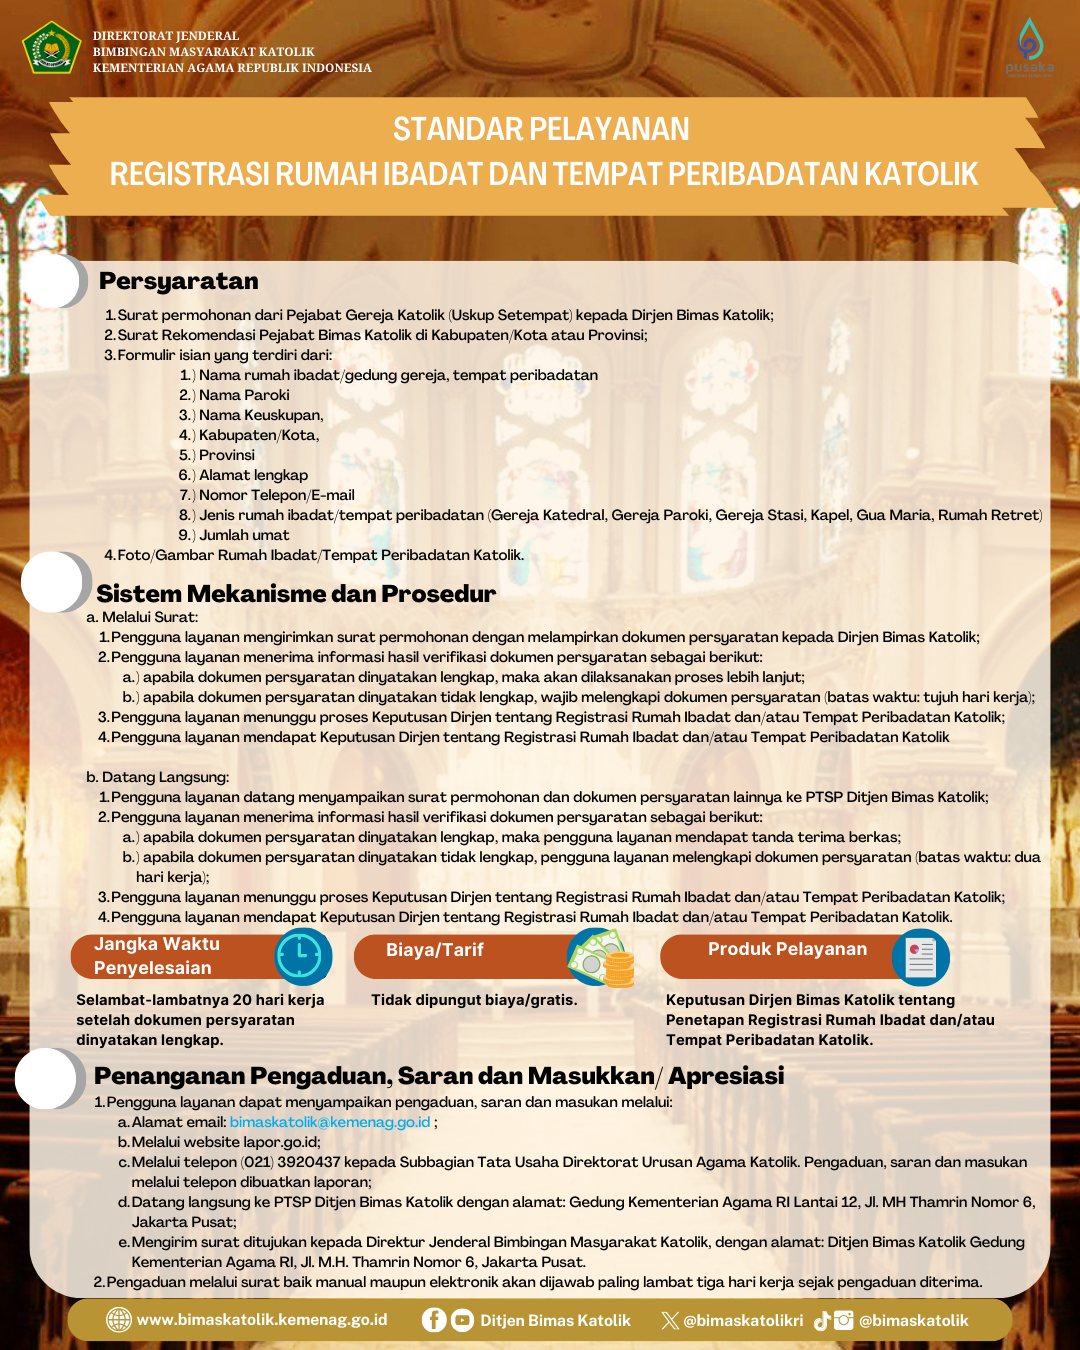 DIREKTORAT JENDERAL
BIMBINGAN MASYARAKAT KATOLIK
KEMENTERIAN AGAMA REPUBLIK INDONESIA
pusaka
STANDAR PELAYANAN
REGISTRASI RUMAH IBADAT DAN TEMPAT PERIBADATAN KATOLIK
Persyaratan
1. Surat permohonan dari Pejabat Gereja Katolik (Uskup Setempat) kepada Dirjen Bimas Katolik;
2. Surat Rekomendasi Pejabat Bimas Katolik di Kabupaten/Kota atau Provinsi;
3. Formulir isian yang terdiri dari:
1.) Nama rumah ibadat/gedung gereja, tempat peribadatan
2.) Nama Paroki
3.) Nama Keuskupan,
4.) Kabupaten/Kota,
5.) Provinsi
6.) Alamat lengkap
7.) Nomor Telepon/E-mail
8.) Jenis rumah ibadat/tempat peribadatan (Gereja Katedral, Gereja Paroki, Gereja Stasi, Kapel, Gua Maria, Rumah Retret)
9.) Jumlah umat
4. Foto/Gambar Rumah Ibadat/Tempat Peribadatan Katolik.
Sistem Mekanisme dan Prosedur
a. Melalui Surat:
1. Pengguna layanan mengirimkan surat permohonan dengan melampirkan dokumen persyaratan kepada Dirjen Bimas Katolik;
2. Pengguna layanan menerima informasi hasil verifikasi dokumen persyaratan sebagai berikut:
a.) apabila dokumen persyaratan dinyatakan lengkap, maka akan dilaksanakan proses lebih lanjut;
b.) apabila dokumen persyaratan dinyatakan tidak lengkap, wajib melengkapi dokumen persyaratan (batas waktu: tujuh hari kerja);
3. Pengguna layanan menunggu proses Keputusan Dirjen tentang Registrasi Rumah Ibadat dan/atau Tempat Peribadatan Katolik;
4. Pengguna layanan mendapat Keputusan Dirjen tentang Registrasi Rumah Ibadat dan/atau Tempat Peribadatan Katolik
b. Datang Langsung:
1. Pengguna layanan datang menyampaikan surat permohonan dan dokumen persyaratan lainnya ke PTSP Ditjen Bimas Katolik;
2. Pengguna layanan menerima informasi hasil verifikasi dokumen persyaratan sebagai berikut:
a.) apabila dokumen persyaratan dinyatakan lengkap, maka pengguna layanan mendapat tanda terima berkas;
b.) apabila dokumen persyaratan dinyatakan tidak lengkap, pengguna layanan melengkapi dokumen persyaratan (batas waktu: dua
hari kerja);
3. Pengguna layanan menunggu proses Keputusan Dirjen tentang Registrasi Rumah Ibadat dan/atau Tempat Peribadatan Katolik;
4. Pengguna layanan mendapat Keputusan Dirjen tentang Registrasi Rumah Ibadat dan/atau Tempat Peribadatan Katolik.
Jangka Waktu
Penyelesaian
Selambat-lambatnya 20 hari kerja
setelah dokumen persyaratan
dinyatakan lengkap.
Biaya/Tarif
Tidak dipungut biaya/gratis.
Produk Pelayanan
Keputusan Dirjen Bimas Katolik tentang
Penetapan Registrasi Rumah Ibadat dan/atau
Tempat Peribadatan Katolik.
Penanganan Pengaduan, Saran dan Masukkan/ Apresiasi
1. Pengguna layanan dapat menyampaikan pengaduan, saran dan masukan melalui:
a. Alamat email: bimaskatolik@kemenag.go.id ;
b. Melalui website lapor.go.id;
c. Melalui telepon (021) 3920437 kepada Subbagian Tata Usaha Direktorat Urusan Agama Katolik. Pengaduan, saran dan masukan
melalui telepon dibuatkan laporan;
d. Datang langsung ke PTSP Ditjen Bimas Katolik dengan alamat: Gedung Kementerian Agama RI Lantai 12, Jl. MH Thamrin Nomor 6,
Jakarta Pusat;
e. Mengirim surat ditujukan kepada Direktur Jenderal Bimbingan Masyarakat Katolik, dengan alamat: Ditjen Bimas Katolik Gedung
Kementerian Agama RI, Jl. M.H. Thamrin Nomor 6, Jakarta Pusat.
2. Pengaduan melalui surat baik manual maupun elektronik akan dijawab paling lambat tiga hari kerja sejak pengaduan diterima.
www.bimaskatolik.kemenag.go.id
Ditjen Bimas Katolik
@bimaskatolikri
@bimaskatolik